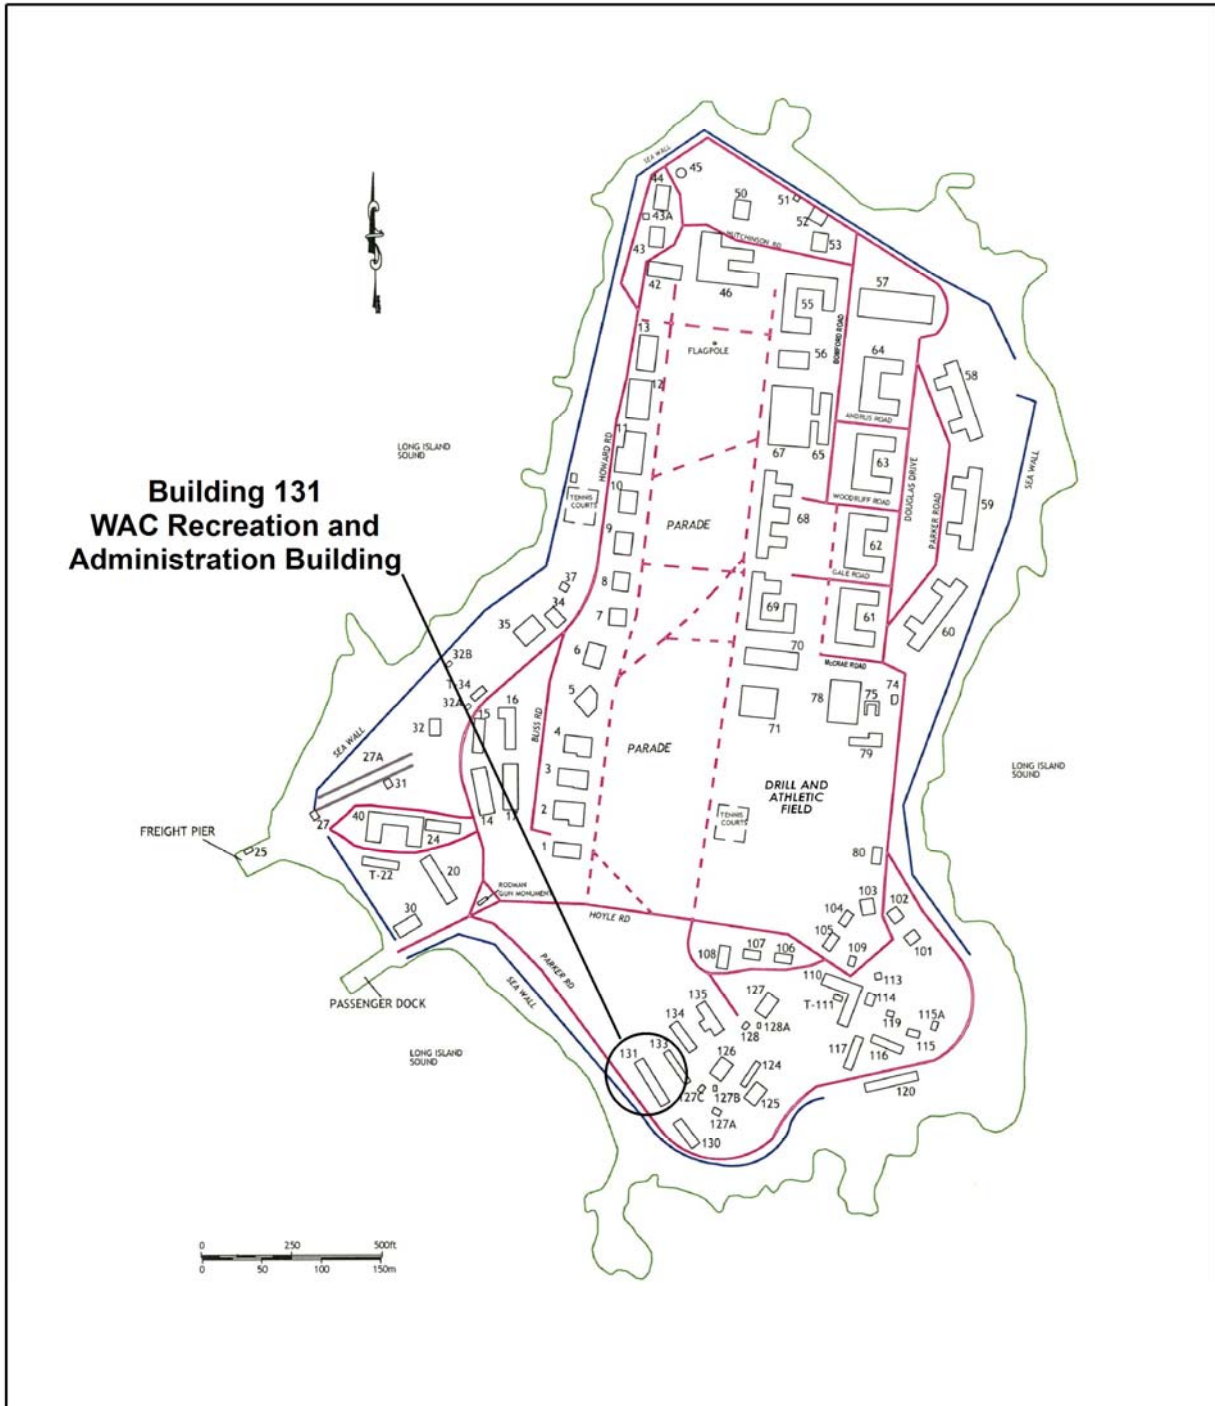 SEA WALL
45
44
50
51
43A
52
43
HUTCHINSON RD
53
42
46
57
55
13
FLAGPOLE
56
BOMFORD ROAD
64
58
12
ANDRUS ROAD
11
67
65
LONG ISLAND
SOUND
HOWARD RD
63
DOUGLAS DRIVE
SEA WALL
Building 131
WAC Recreation and
Administration Building
10
TENNIS
COURTS
WOODRUFF ROAD
59
PARADE
68
PARKER ROAD
9
62
37
8
GALE ROAD
34
7
69
61
35
60
6
70
McCRAE ROAD
32B
T-34
74
5
78
75
32A
16
15
32
BLISS RD
71
4
PARADE
79
SEA WALL
27A
3
LONG ISLAND
SOUND
31
DRILL AND
ATHLETIC
FIELD
2
14
17
TENNIS
COURTS
27
40
24
FREIGHT PIER
25
1
80
T-22
20
RODMAN
GUN MONUMENT
103
102
30
HOYLE RD
104
105
101
108
107
106
109
PARKER RD
110
113
PASSENGER DOCK
SEA WALL
135
127
T-111
114
134
119
115A
128
128A
115
LONG ISLAND
SOUND
131
133
126
124
117
116
127C
127B
125
120
127A
130
0 250 500ft
0 50 100 150m